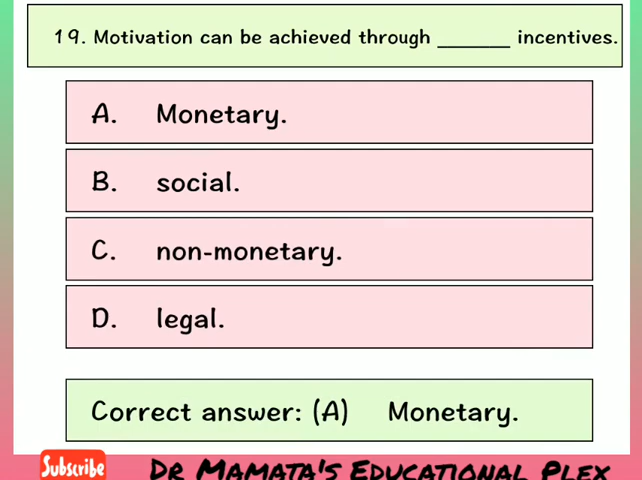 19. Motivation can be achieved through ______ incentives.
A. Monetary.
B. social.
C. non-monetary.
D. legal.
Correct answer: (A) Monetary.
Subscribe DR MAMATA'S EDUCATIONAL PLEX